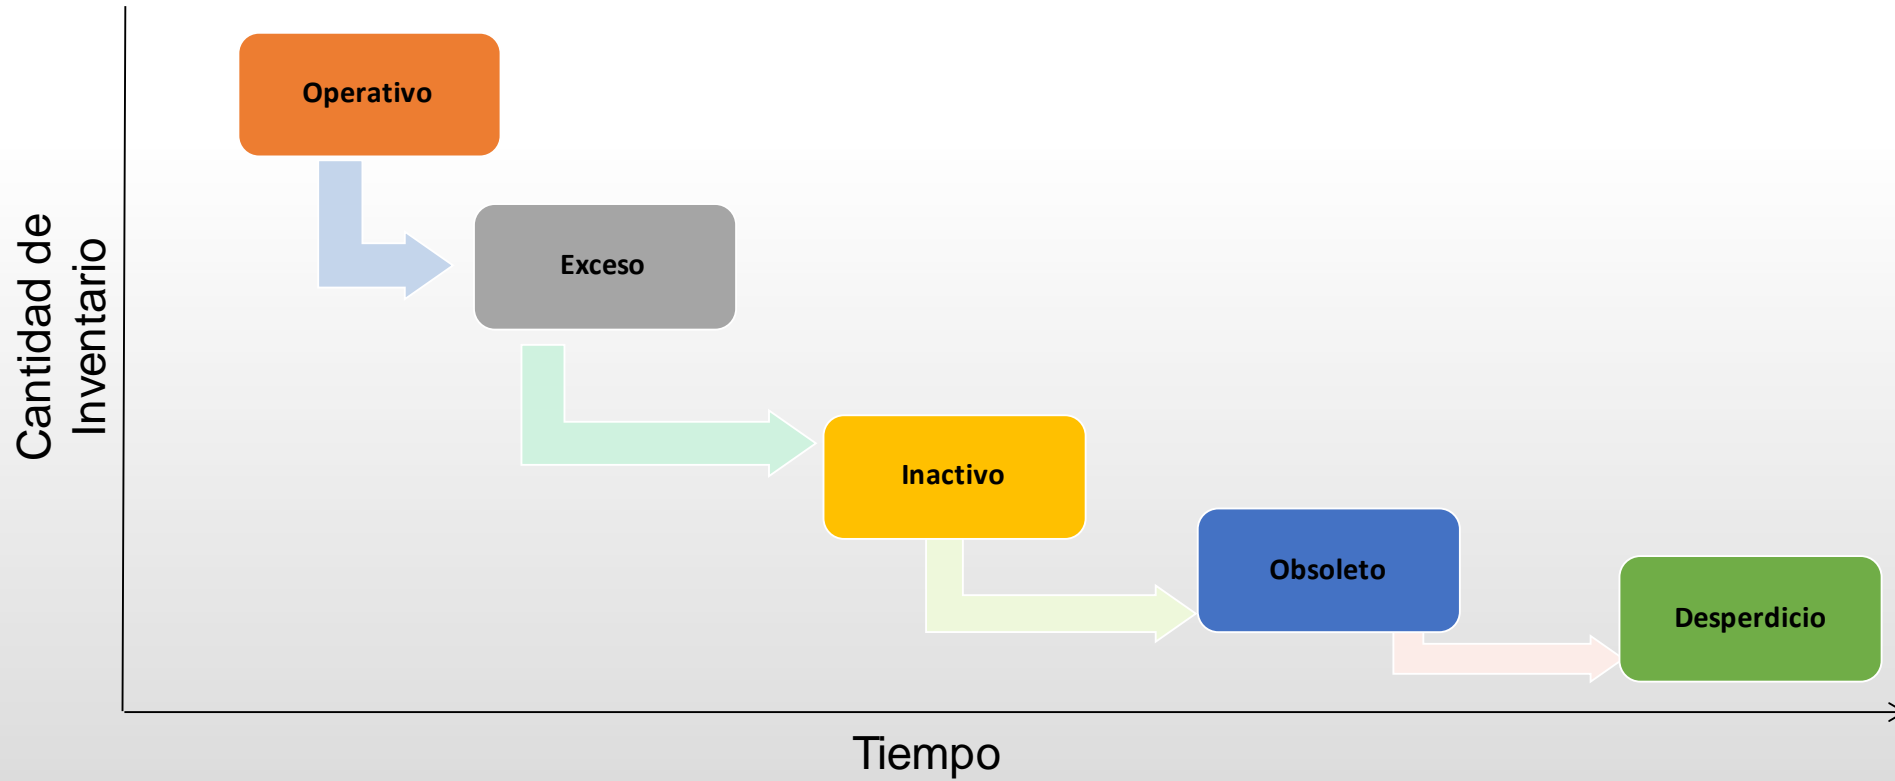 Operativo
Exceso
Inactivo
Obsoleto
Desperdicio
Cantidad de
Inventario
Tiempo